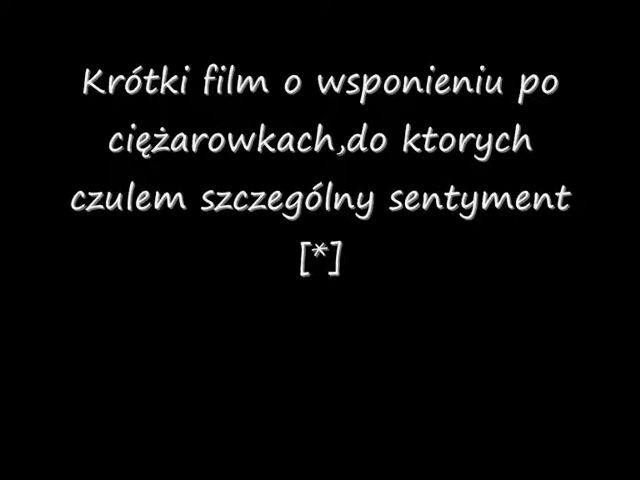 Krótki film o wsponieniu po
ciężarowkach,do ktorych
czulem szczególny sentyment
[*]